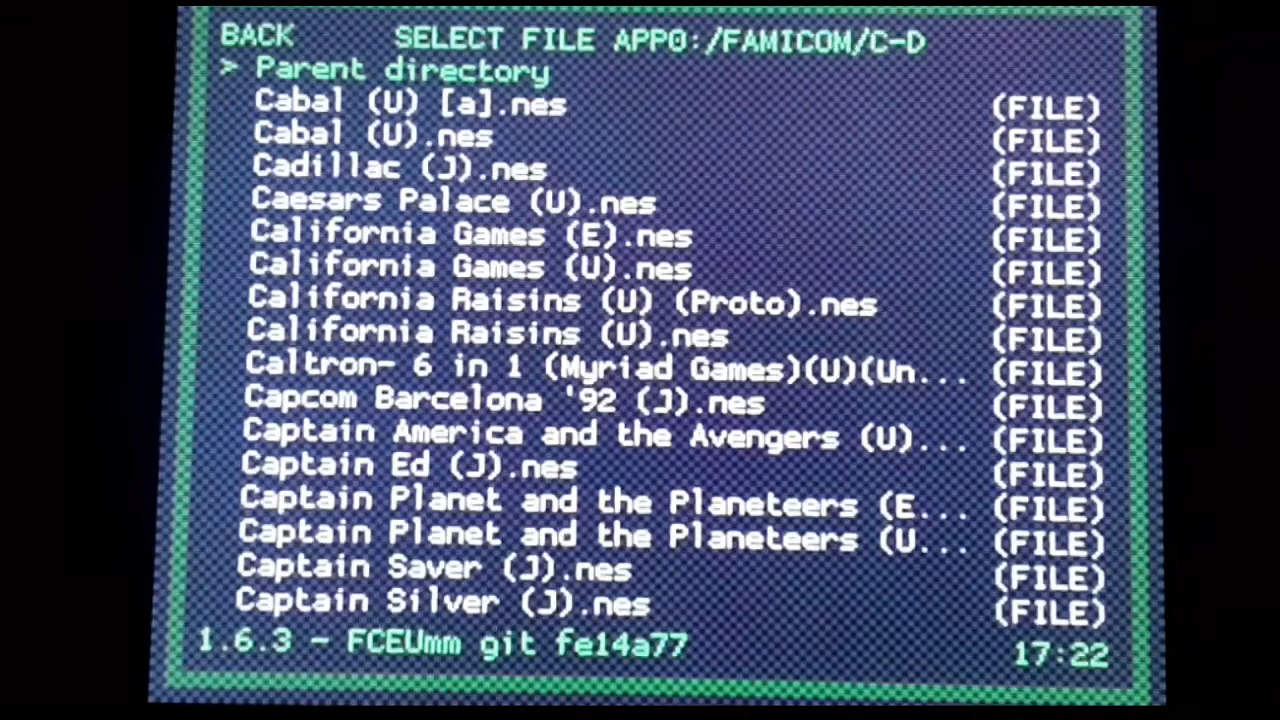 BACK SELECT FILE APP0:/FAMICOM/C-D
> Parent directory
Cabal (U) [a].nes (FILE)
Cabal (U).nes (FILE)
Cadillac (J).nes (FILE)
Caesars Palace (U).nes (FILE)
California Games (E).nes (FILE)
California Games (U).nes (FILE)
California Raisins (U) (Proto).nes (FILE)
California Raisins (U).nes (FILE)
Caltron- 6 in 1 (Myriad Games)(U)(Un... (FILE)
Capcom Barcelona '92 (J).nes (FILE)
Captain America and the Avengers (U)... (FILE)
Captain Ed (J).nes (FILE)
Captain Planet and the Planeteers (E... (FILE)
Captain Planet and the Planeteers (U... (FILE)
Captain Saver (J).nes (FILE)
Captain Silver (J).nes (FILE)
1.6.3 - FCEUmm git fe14a77 17:22